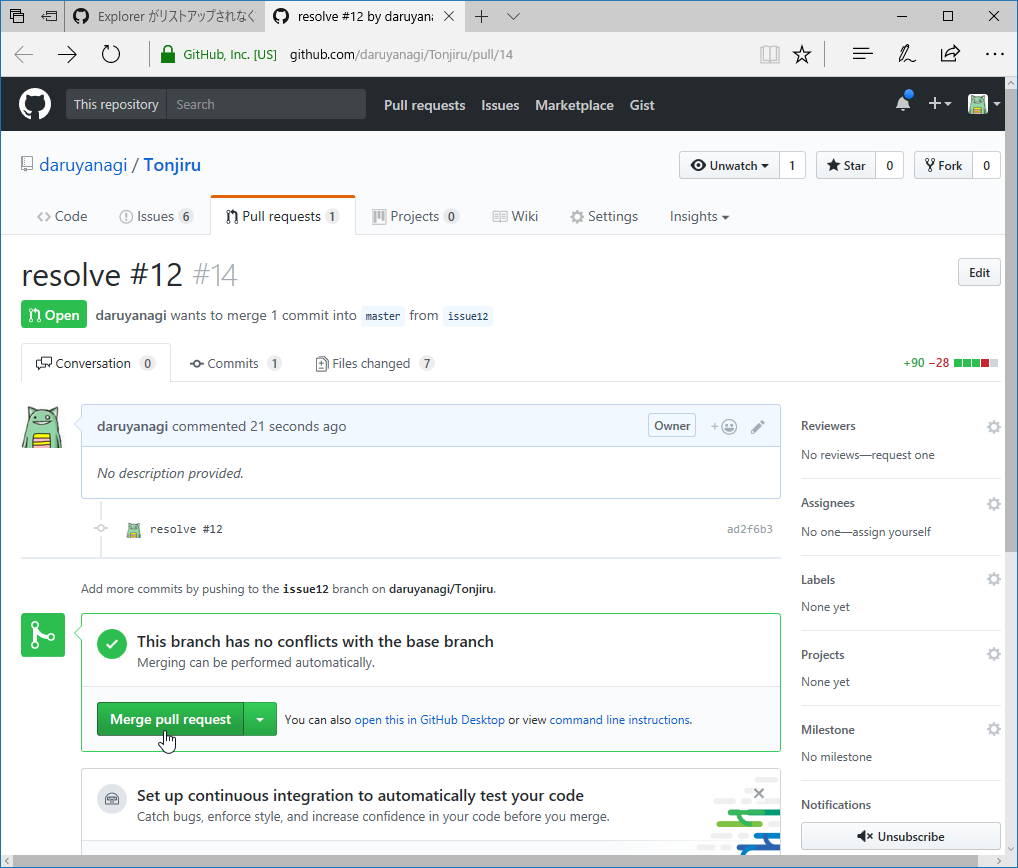 Explorer がリストアップされなく
resolve #12 by daruyana
GitHub, Inc. [US] github.com/daruyanagi/Tonjiru/pull/14
This repository Search Pull requests Issues Marketplace Gist
daruyanagi / Tonjiru
Unwatch 1 Star 0 Fork 0
Code Issues 6 Pull requests 1 Projects 0 Wiki Settings Insights
resolve #12 #14
Edit
Open daruyanagi wants to merge 1 commit into master from issue12
Conversation 0 Commits 1 Files changed 7 +90 −28
daruyanagi commented 21 seconds ago Owner
No description provided.
resolve #12 ad2f6b3
Add more commits by pushing to the issue12 branch on daruyanagi/Tonjiru.
This branch has no conflicts with the base branch
Merging can be performed automatically.
Merge pull request You can also open this in GitHub Desktop or view command line instructions.
Set up continuous integration to automatically test your code
Catch bugs, enforce style, and increase confidence in your code before you merge.
Reviewers
No reviews—request one
Assignees
No one—assign yourself
Labels
None yet
Projects
None yet
Milestone
No milestone
Notifications
Unsubscribe